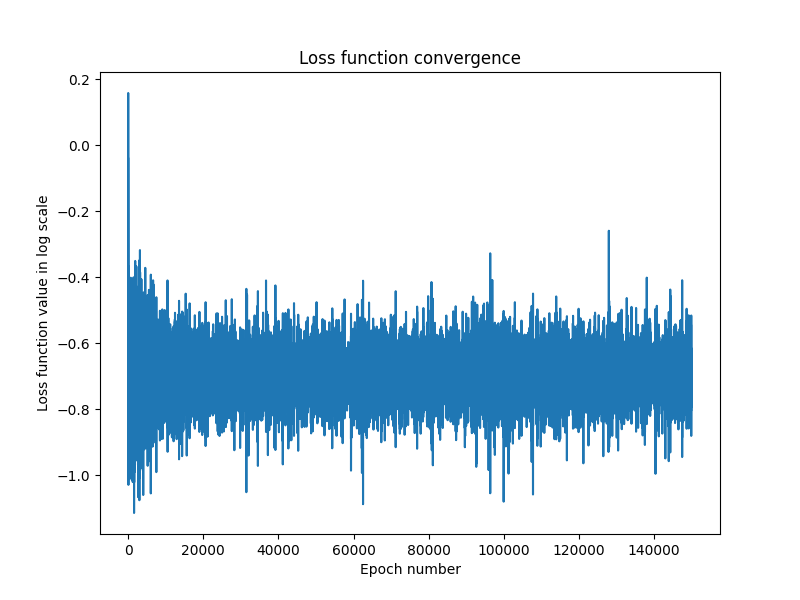 Loss function convergence
0.2
0.0
−0.2
−0.4
−0.6
−0.8
−1.0
Loss function value in log scale
0 20000 40000 60000 80000 100000 120000 140000
Epoch number